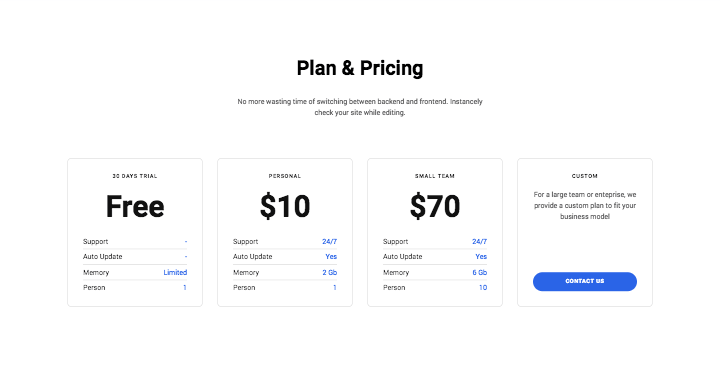 Plan & Pricing
No more wasting time of switching between backend and frontend. Instancely
check your site while editing.
30 DAYS TRIAL
Free
Support -
Auto Update -
Memory Limited
Person 1
PERSONAL
$10
Support 24/7
Auto Update Yes
Memory 2 Gb
Person 1
SMALL TEAM
$70
Support 24/7
Auto Update Yes
Memory 6 Gb
Person 10
CUSTOM
For a large team or eneteprise, we
provide a custom plan to fit your
business model
CONTACT US